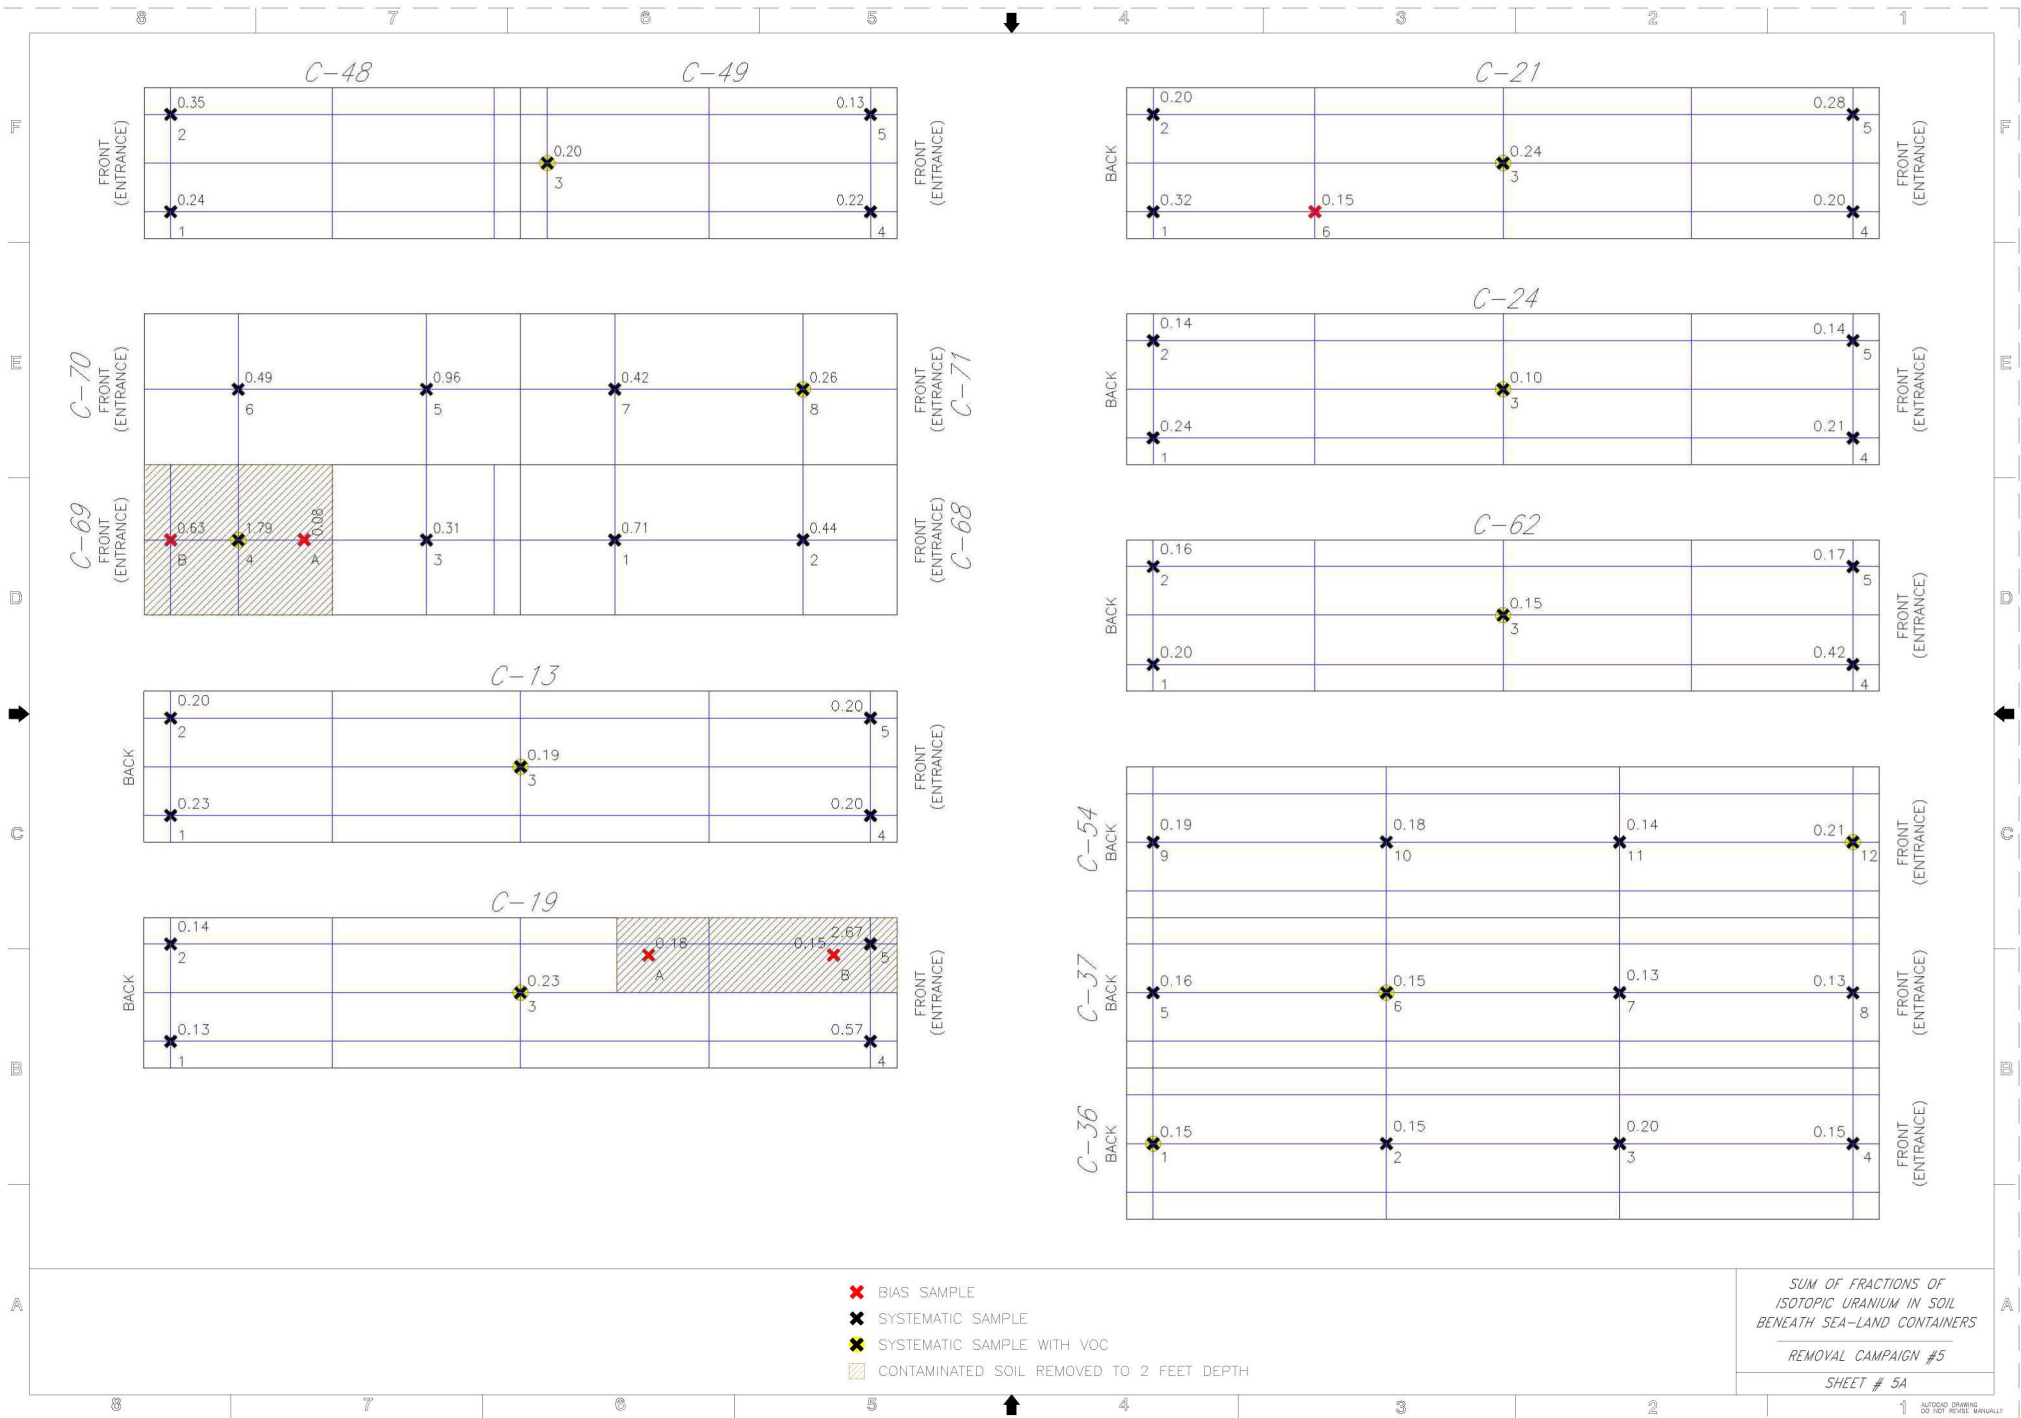 8 7 6 5 4 3 2 1
F
E
D
C
B
A
C-48 C-49
FRONT
(ENTRANCE)
0.35
2
0.24
1
0.20
3
0.13
5
0.22
4
FRONT
(ENTRANCE)
C-70
FRONT
(ENTRANCE)
0.49
6
0.96
5
0.42
7
0.26
8
FRONT
(ENTRANCE)
C-71
C-69
FRONT
(ENTRANCE)
0.63
B
1.79
4
0.08
A
0.31
3
0.71
1
0.44
2
FRONT
(ENTRANCE)
C-68
C-13
BACK
0.20
2
0.23
1
0.19
3
0.20
5
0.20
4
FRONT
(ENTRANCE)
C-19
BACK
0.14
2
0.13
1
0.23
3
0.18
A
0.15
B
2.67
5
0.57
4
FRONT
(ENTRANCE)
C-21
BACK
0.20
2
0.32
1
0.15
6
0.24
3
0.28
5
0.20
4
FRONT
(ENTRANCE)
C-24
BACK
0.14
2
0.24
1
0.10
3
0.14
5
0.21
4
FRONT
(ENTRANCE)
C-62
BACK
0.16
2
0.20
1
0.15
3
0.17
5
0.42
4
FRONT
(ENTRANCE)
C-54
BACK
0.19
9
0.18
10
0.14
11
0.21
12
FRONT
(ENTRANCE)
C-37
BACK
0.16
5
0.15
6
0.13
7
0.13
8
FRONT
(ENTRANCE)
C-36
BACK
0.15
1
0.15
2
0.20
3
0.15
4
FRONT
(ENTRANCE)
F
E
D
C
B
A
BIAS SAMPLE
SYSTEMATIC SAMPLE
SYSTEMATIC SAMPLE WITH VOC
CONTAMINATED SOIL REMOVED TO 2 FEET DEPTH
SUM OF FRACTIONS OF
ISOTOPIC URANIUM IN SOIL
BENEATH SEA-LAND CONTAINERS
REMOVAL CAMPAIGN #5
SHEET # 5A
8 7 6 5 4 3 2 1
AUTOCAD DRAWING
DO NOT REVISE MANUALLY